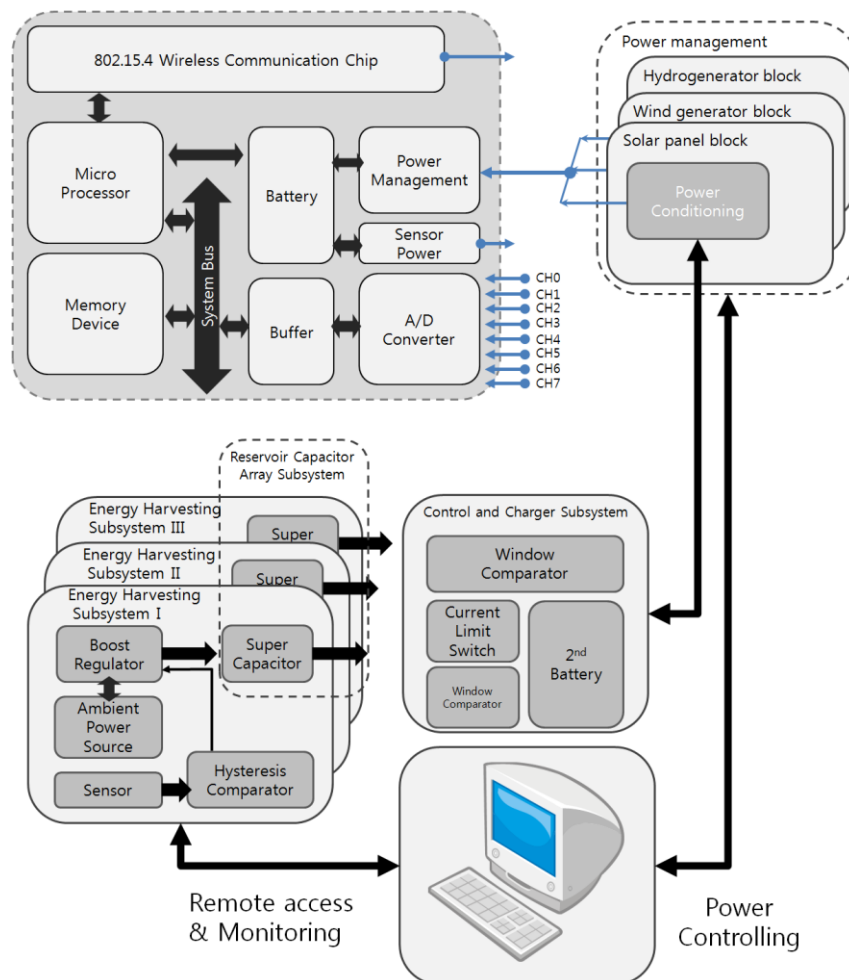 802.15.4 Wireless Communication Chip
Micro
Processor
Memory
Device
System Bus
Battery
Buffer
Power
Management
Sensor
Power
A/D
Converter
CH0
CH1
CH2
CH3
CH4
CH5
CH6
CH7
Power management
Hydrogenerator block
Wind generator block
Solar panel block
Power
Conditioning
Reservoir Capacitor
Array Subsystem
Energy Harvesting
Subsystem III
Super
Energy Harvesting
Subsystem II
Super
Energy Harvesting
Subsystem I
Boost
Regulator
Super
Capacitor
Ambient
Power
Source
Sensor
Hysteresis
Comparator
Control and Charger Subsystem
Window
Comparator
Current
Limit
Switch
Window
Comparator
2nd
Battery
Remote access
& Monitoring
Power
Controlling